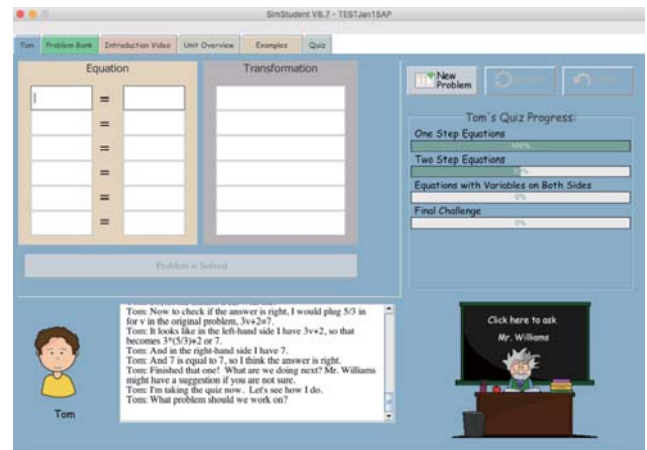 SimStudent V8.7 - TESTJan15AP
Tom
Problem Bank
Introduction Video
Unit Overview
Examples
Quiz
Equation
Transformation
=
=
=
=
=
=
Problem is Solved
New
Problem
Tom's Quiz Progress:
One Step Equations
100%
Two Step Equations
Equations with Variables on Both Sides
0%
Final Challenge
0%
Tom: Now to check if the answer is right, I would plug 5/3 in
for v in the original problem, 3v+2=7.
Tom: It looks like in the left-hand side I have 3v+2, so that
becomes 3*(5/3)+2 or 7.
Tom: And in the right-hand side I have 7.
Tom: And 7 is equal to 7, so I think the answer is right.
Tom: Finished that one! What are we doing next? Mr. Williams
might have a suggestion if you are not sure.
Tom: I'm taking the quiz now. Let's see how I do.
Tom: What problem should we work on?
Tom
Click here to ask
Mr. Williams